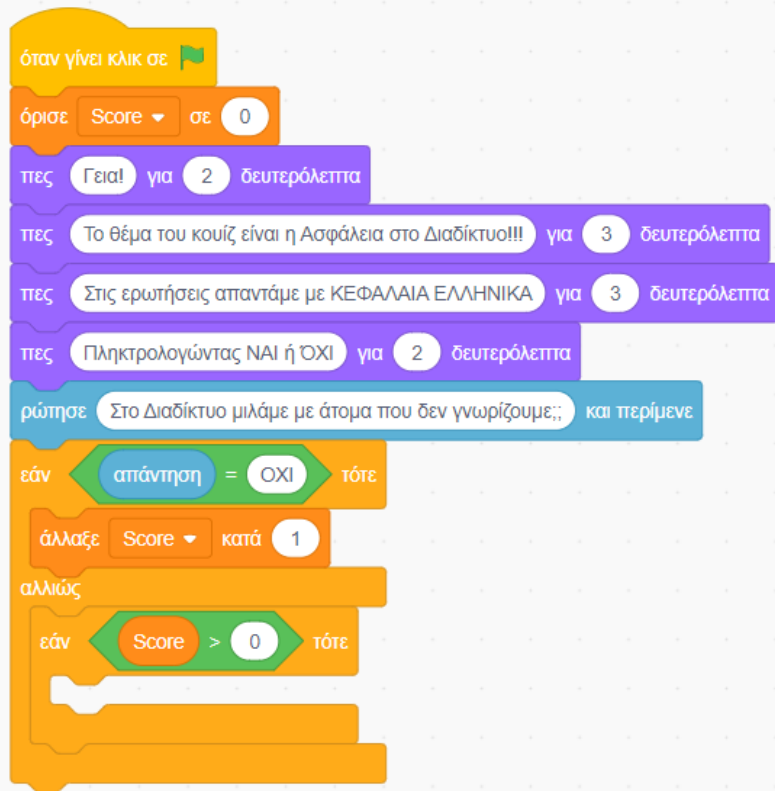 όταν γίνει κλικ σε
όρισε Score σε 0
πες Γεια! για 2 δευτερόλεπτα
πες Το θέμα του κουίζ είναι η Ασφάλεια στο Διαδίκτυο!!! για 3 δευτερόλεπτα
πες Στις ερωτήσεις απαντάμε με ΚΕΦΑΛΑΙΑ ΕΛΛΗΝΙΚΑ για 3 δευτερόλεπτα
πες Πληκτρολογώντας ΝΑΙ ή ΌΧΙ για 2 δευτερόλεπτα
ρώτησε Στο Διαδίκτυο μιλάμε με άτομα που δεν γνωρίζουμε;; και περίμενε
εάν απάντηση = ΟΧΙ τότε
άλλαξε Score κατά 1
αλλιώς
εάν Score > 0 τότε